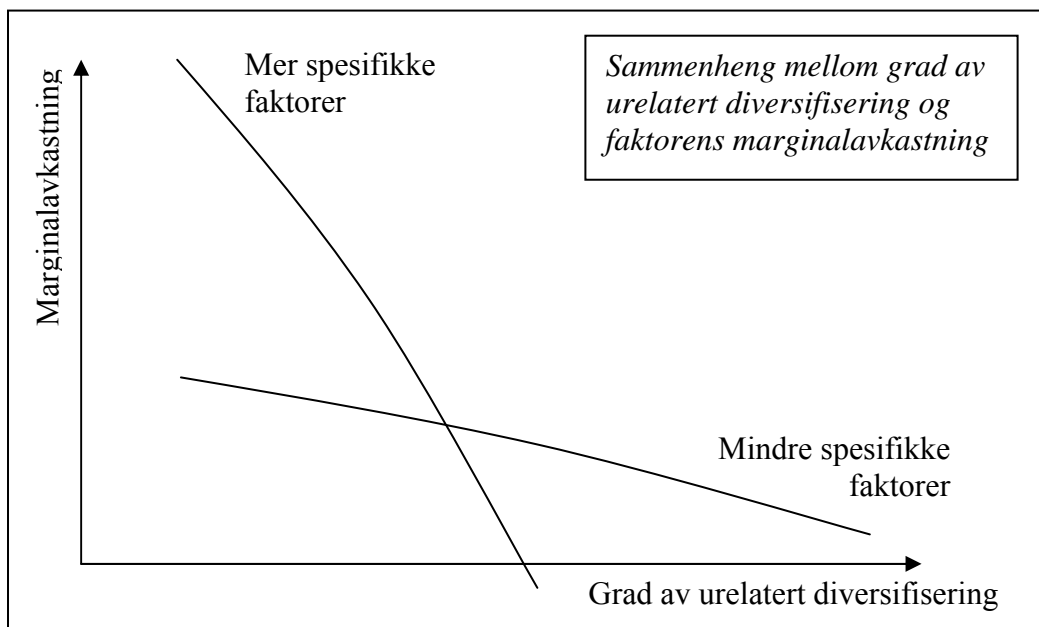 Mer spesifikke
faktorer
Sammenheng mellom grad av
urelatert diversifisering og
faktorens marginalavkastning
Marginalavkastning
Mindre spesifikke
faktorer
Grad av urelatert diversifisering